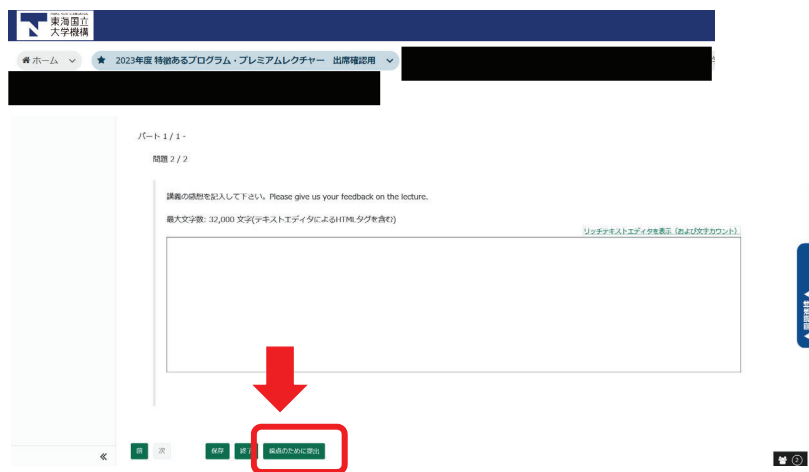 東海国立
大学機構
ホーム
2023年度 特徴あるプログラム・プレミアムレクチャー 出席確認用
パート 1 / 1 -
問題 2 / 2
講義の感想を記入して下さい。Please give us your feedback on the lecture.
最大文字数: 32,000 文字(テキストエディタによるHTMLタグを含む)
リッチテキストエディタを表示（および文字カウント）
前 次 保存 終了 採点のために提出